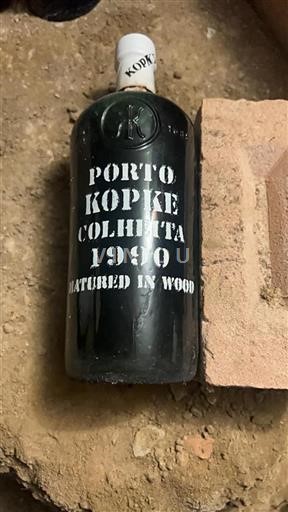 KOPKE
K
PORTO
KOPKE
COLHEITA
1990
MATURED IN WOOD